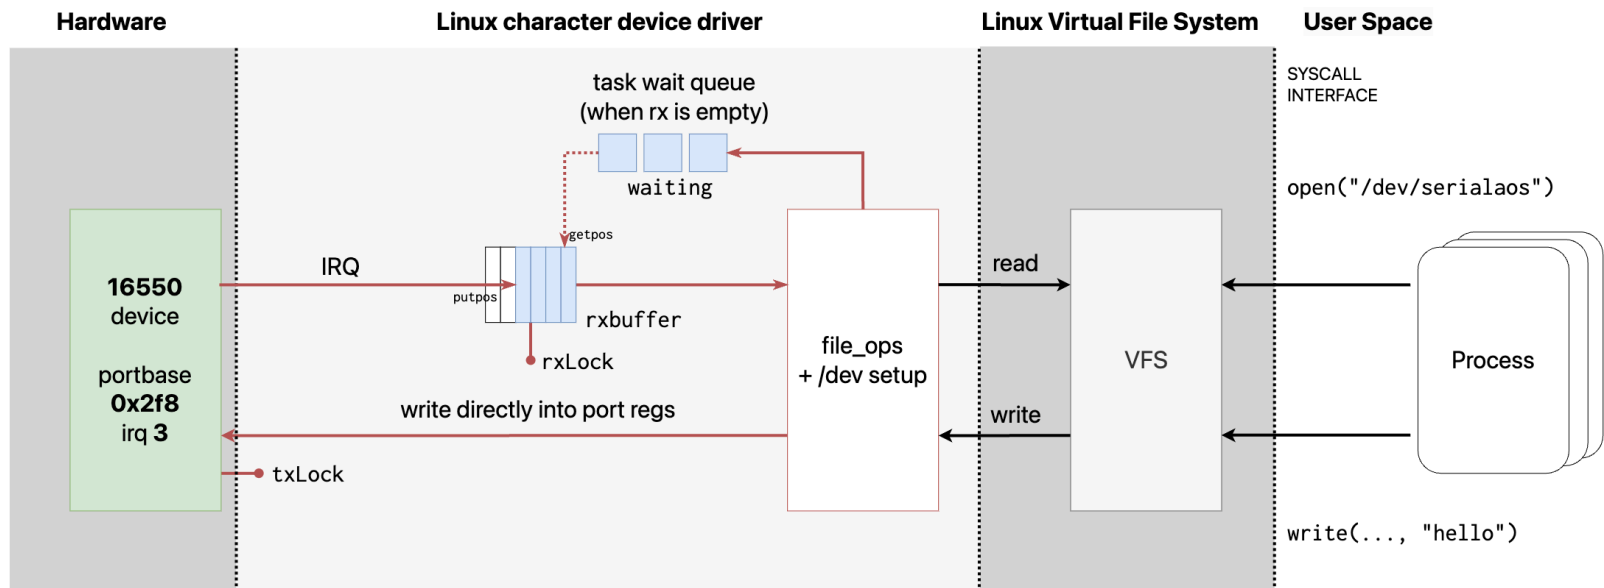 Hardware
Linux character device driver
Linux Virtual File System
User Space
SYSCALL
INTERFACE
task wait queue
(when rx is empty)
waiting
open("/dev/serialaos")
getpos
IRQ
putpos
rxbuffer
rxLock
read
16550
device
portbase
0x2f8
irq 3
file_ops
+ /dev setup
VFS
Process
write directly into port regs
write
txLock
write(..., "hello")